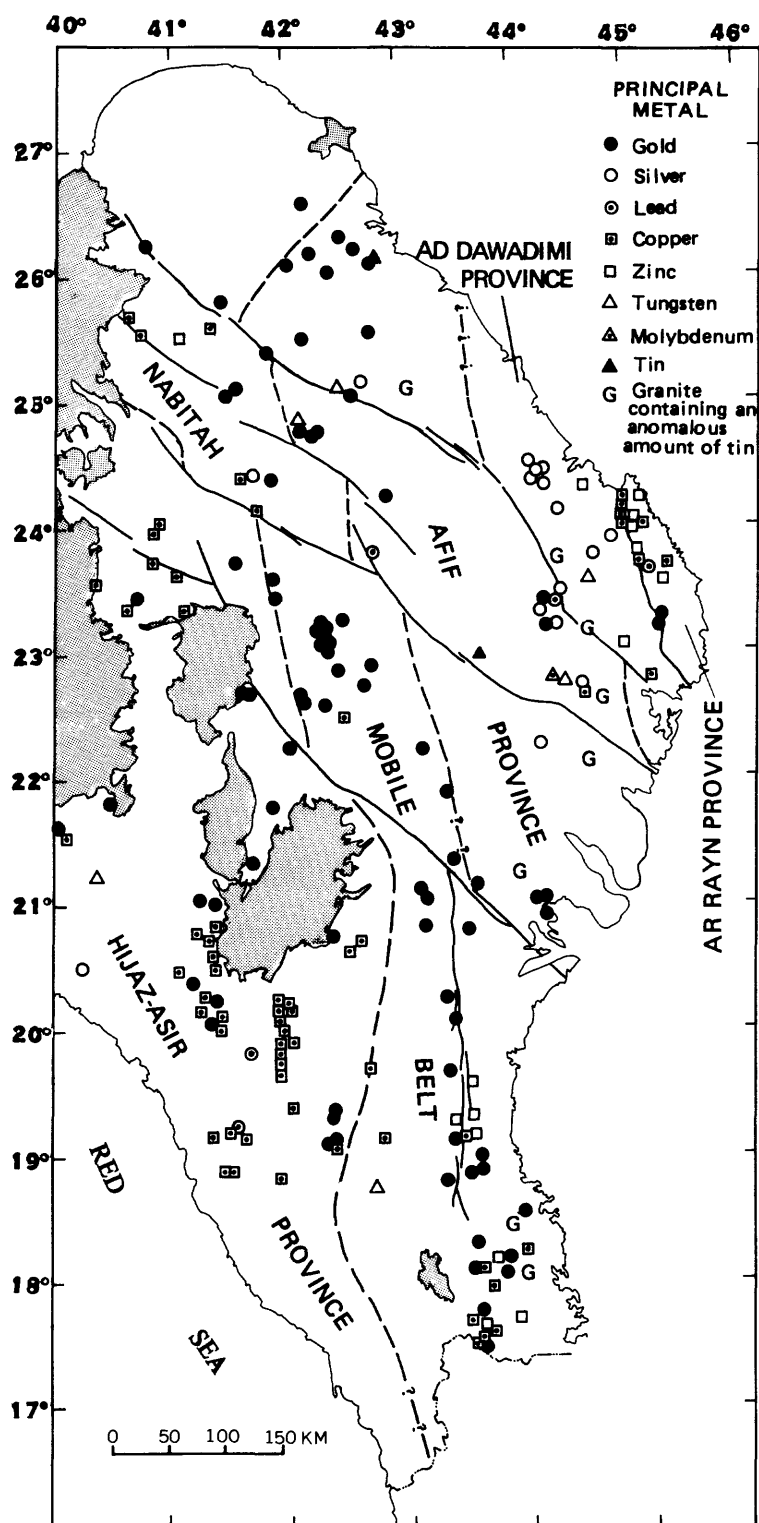 40° 41° 42° 43° 44° 45° 46°
PRINCIPAL
METAL
Gold
Silver
Lead
Copper
Zinc
Tungsten
Molybdenum
Tin
G Granite
containing an
anomalous
amount of tin
27°
26°
25°
24°
23°
22°
21°
20°
19°
18°
17°
AD DAWADIMI
PROVINCE
NABITAH
MOBILE
BELT
AFIF
PROVINCE
AR RAYN PROVINCE
HIJAZ-ASIR
PROVINCE
RED
SEA
G
G
G
G
G
G
G
G
? ? ?
? ?
? ?
0 50 100 150 KM